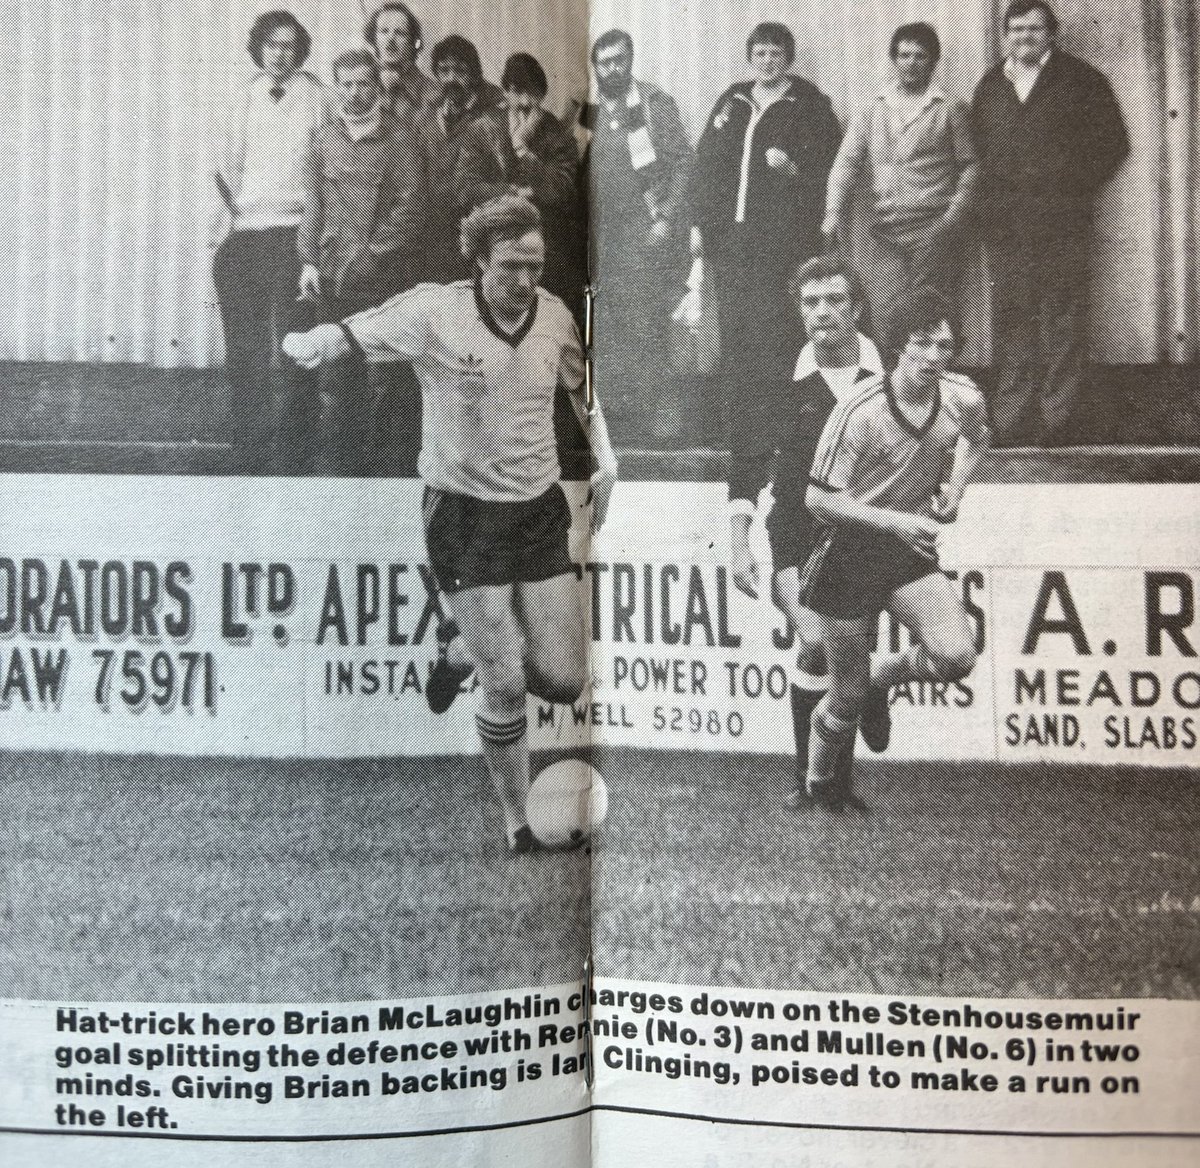 ORATORS LTD. APEX TRICAL A. R
AW 75971. INSTA POWER TOO AIRS MEADO
M/WELL 52980 SAND, SLABS
Hat-trick hero Brian McLaughlin charges down on the Stenhousemuir
goal splitting the defence with Rennie (No. 3) and Mullen (No. 6) in two
minds. Giving Brian backing is Ian Clinging, poised to make a run on
the left.